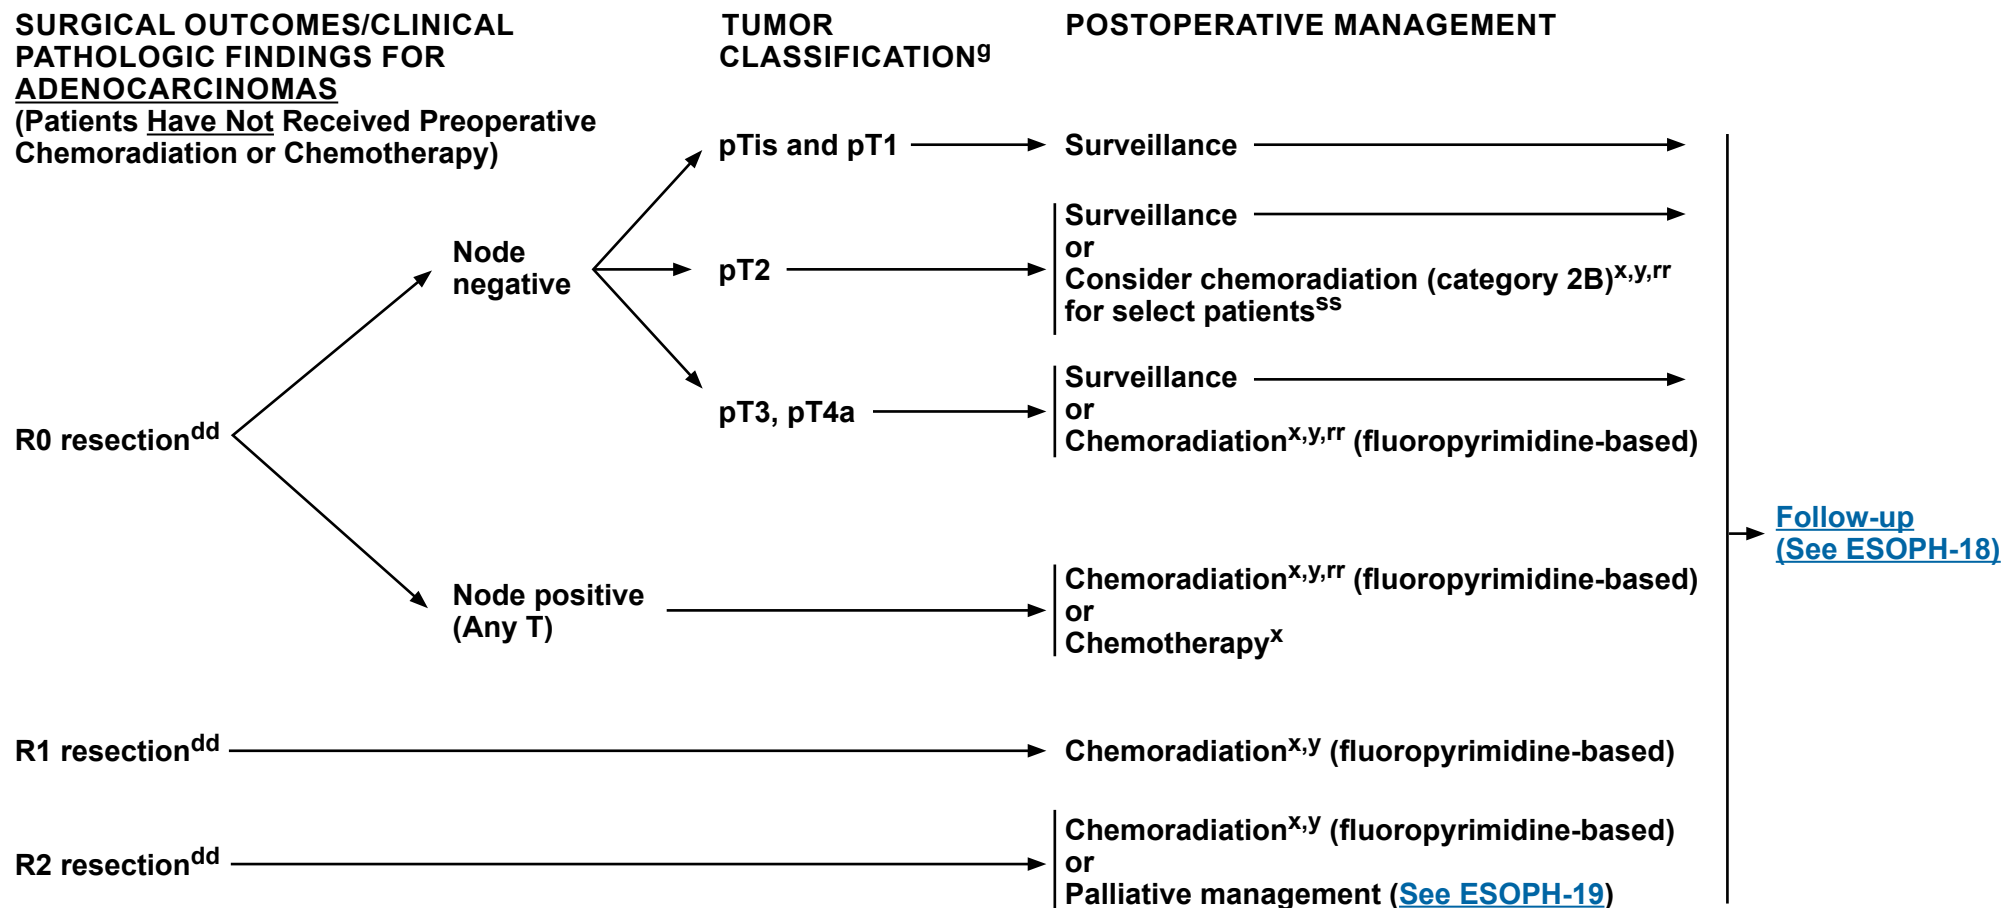 SURGICAL OUTCOMES/CLINICAL
PATHOLOGIC FINDINGS FOR
ADENOCARCINOMAS
(Patients Have Not Received Preoperative
Chemoradiation or Chemotherapy)
TUMOR
CLASSIFICATIONg
POSTOPERATIVE MANAGEMENT
R0 resectiondd
Node
negative
pTis and pT1
Surveillance
pT2
Surveillance
or
Consider chemoradiation (category 2B)x,y,rr
for select patientsss
pT3, pT4a
Surveillance
or
Chemoradiationx,y,rr (fluoropyrimidine-based)
Node positive
(Any T)
Chemoradiationx,y,rr (fluoropyrimidine-based)
or
Chemotherapyx
R1 resectiondd
Chemoradiationx,y (fluoropyrimidine-based)
R2 resectiondd
Chemoradiationx,y (fluoropyrimidine-based)
or
Palliative management (See ESOPH-19)
Follow-up
(See ESOPH-18)